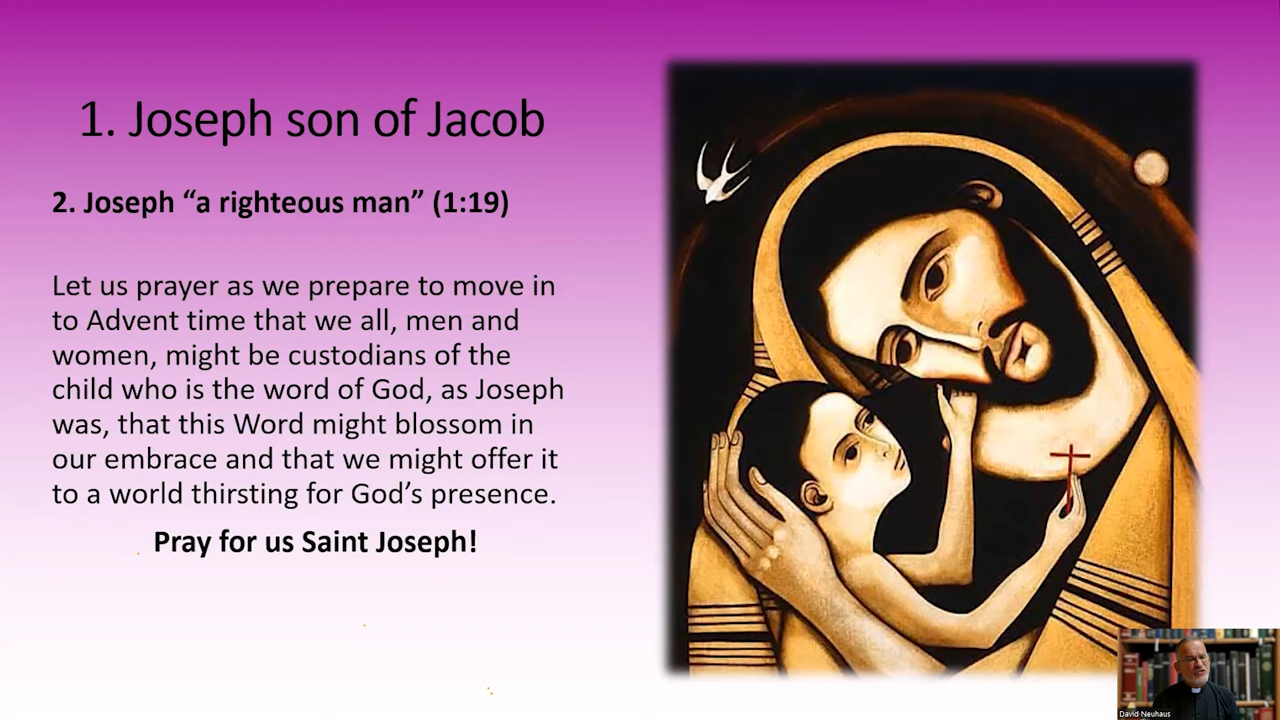 1. Joseph son of Jacob
2. Joseph “a righteous man” (1:19)
Let us prayer as we prepare to move in
to Advent time that we all, men and
women, might be custodians of the
child who is the word of God, as Joseph
was, that this Word might blossom in
our embrace and that we might offer it
to a world thirsting for God’s presence.
Pray for us Saint Joseph!
David Neuhaus